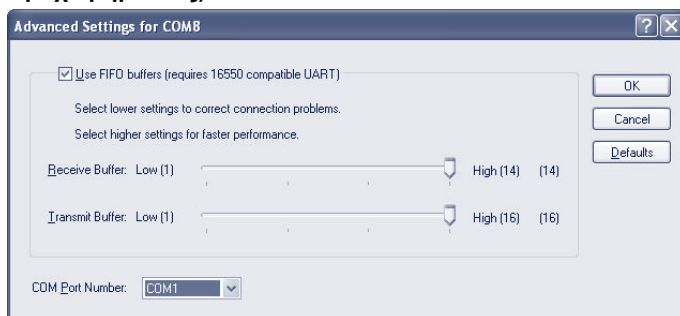 Advanced Settings for COM8
Use FIFO buffers (requires 16550 compatible UART)
OK
Select lower settings to correct connection problems.
Cancel
Select higher settings for faster performance.
Defaults
Receive Buffer: Low (1) High (14) (14)
Transmit Buffer: Low (1) High (16) (16)
COM Port Number: COM1